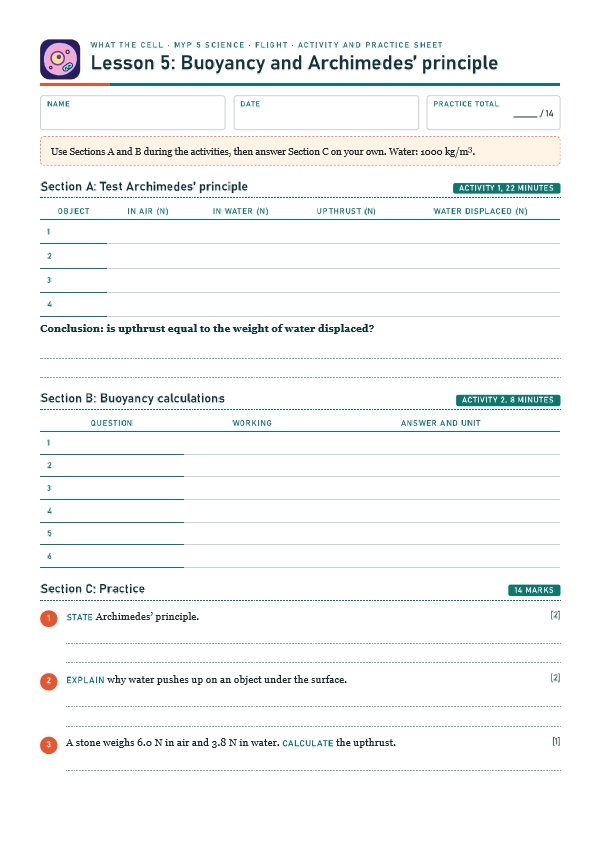 WHAT THE CELL · MYP 5 SCIENCE · FLIGHT · ACTIVITY AND PRACTICE SHEET
Lesson 5: Buoyancy and Archimedes’ principle
NAME DATE PRACTICE TOTAL
_____ / 14
Use Sections A and B during the activities, then answer Section C on your own. Water: 1000 kg/m³.
Section A: Test Archimedes’ principle ACTIVITY 1, 22 MINUTES
OBJECT IN AIR (N) IN WATER (N) UPTHRUST (N) WATER DISPLACED (N)
1
2
3
4
Conclusion: is upthrust equal to the weight of water displaced?
Section B: Buoyancy calculations ACTIVITY 2, 8 MINUTES
QUESTION WORKING ANSWER AND UNIT
1
2
3
4
5
6
Section C: Practice 14 MARKS
1 STATE Archimedes’ principle. [2]
2 EXPLAIN why water pushes up on an object under the surface. [2]
3 A stone weighs 6.0 N in air and 3.8 N in water. CALCULATE the upthrust. [1]